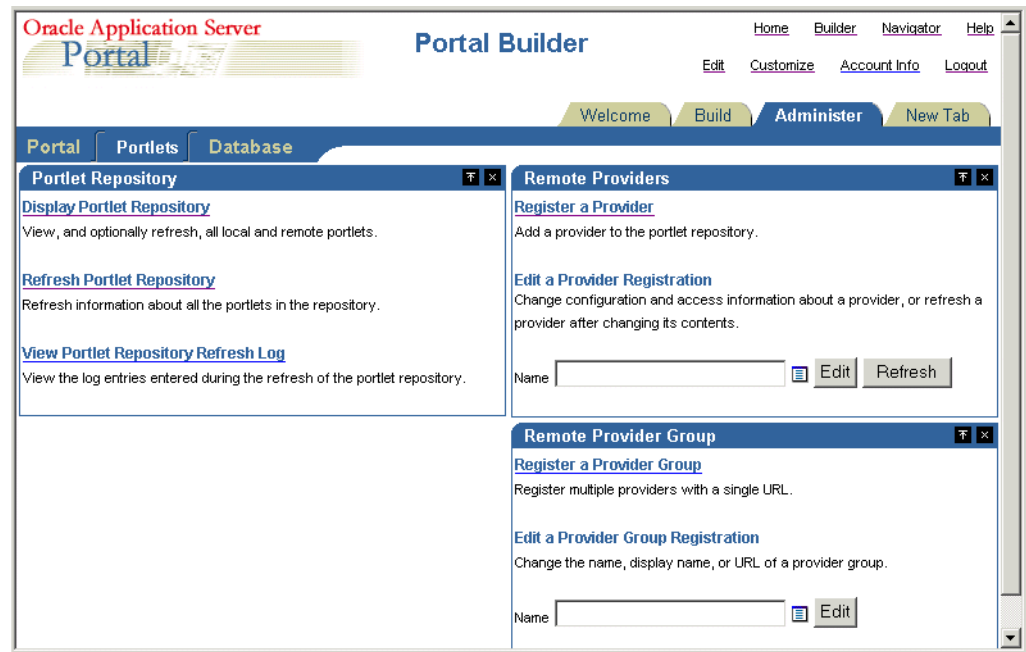 Oracle Application Server
Portal
Portal Builder
Home Builder Navigator Help
Edit Customize Account Info Logout
Welcome Build Administer New Tab
Portal Portlets Database
Portlet Repository
Display Portlet Repository
View, and optionally refresh, all local and remote portlets.
Refresh Portlet Repository
Refresh information about all the portlets in the repository.
View Portlet Repository Refresh Log
View the log entries entered during the refresh of the portlet repository.
Remote Providers
Register a Provider
Add a provider to the portlet repository.
Edit a Provider Registration
Change configuration and access information about a provider, or refresh a
provider after changing its contents.
Name Edit Refresh
Remote Provider Group
Register a Provider Group
Register multiple providers with a single URL.
Edit a Provider Group Registration
Change the name, display name, or URL of a provider group.
Name Edit